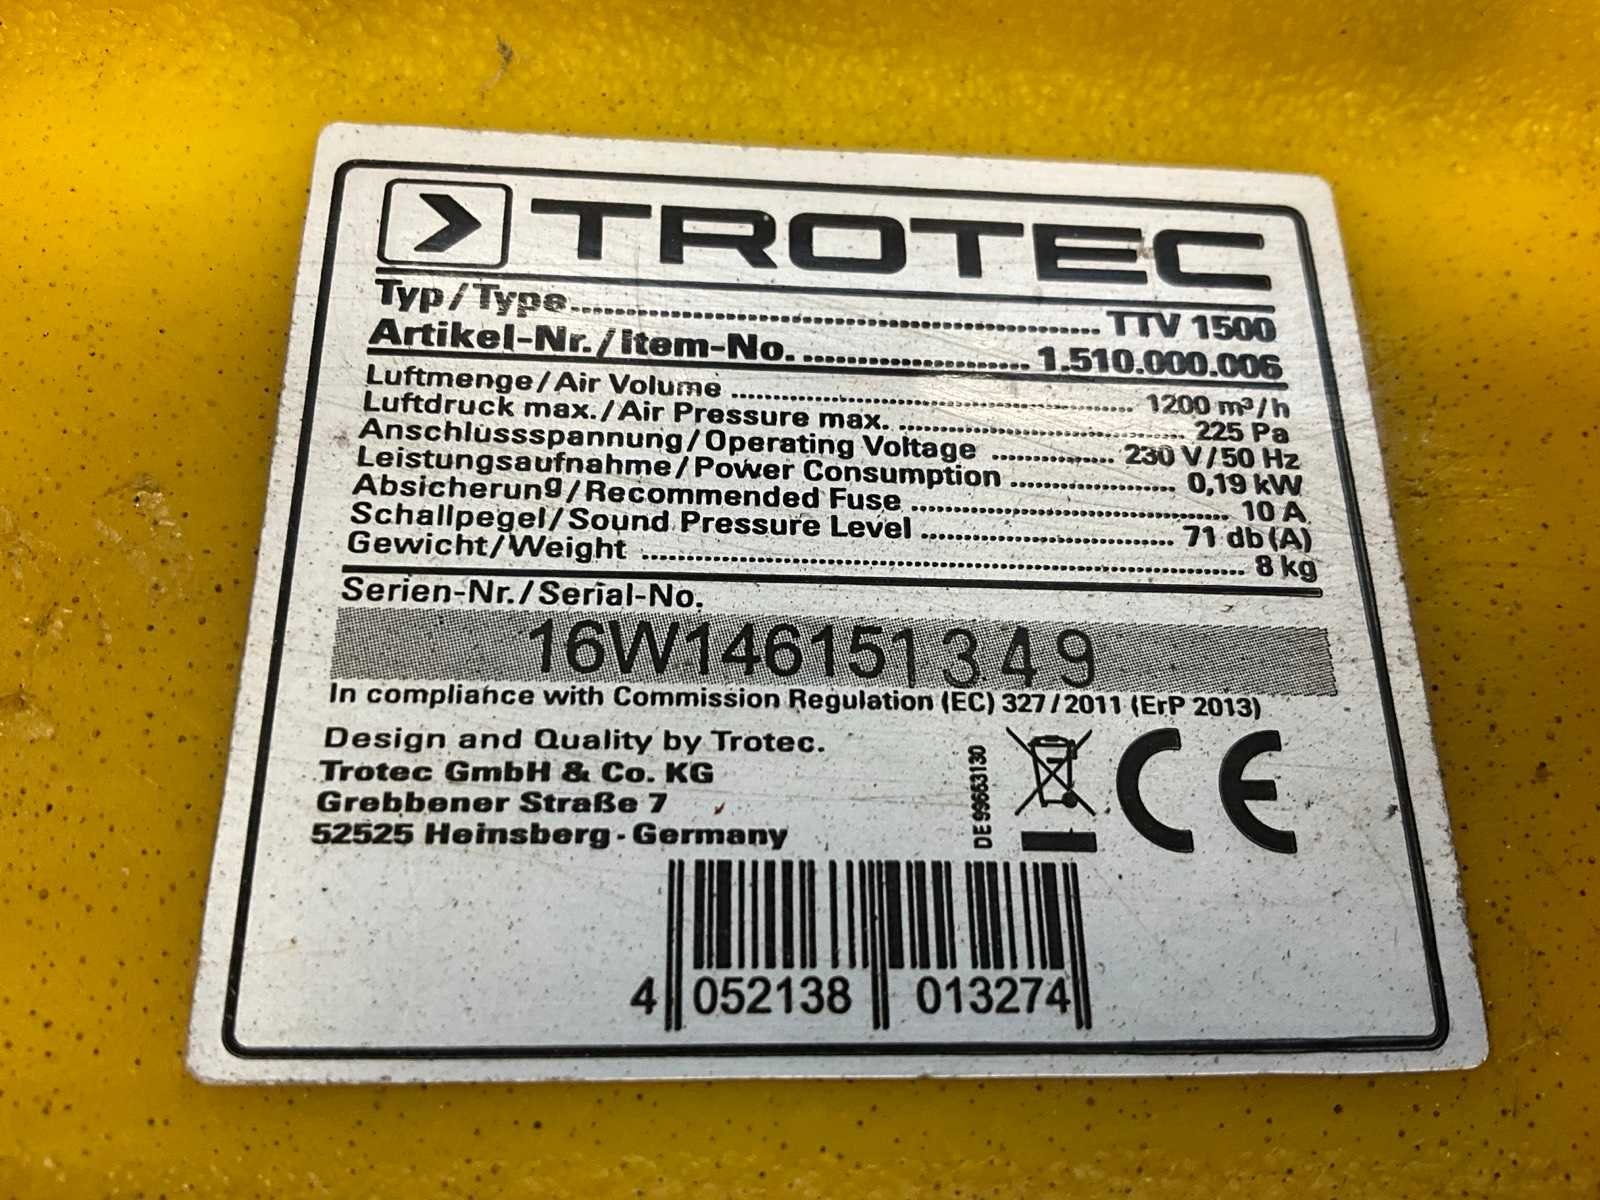 TROTEC
Typ/Type.......... TTV 1500
Artikel-Nr./Item-No. .......... 1.510.000.006
Luftmenge/Air Volume .......... 1200 m³/h
Luftdruck max./Air Pressure max. .......... 225 Pa
Anschlussspannung/Operating Voltage .......... 230 V/50 Hz
Leistungsaufnahme/Power Consumption .......... 0,19 kW
Absicherung/Recommended Fuse .......... 10 A
Schallpegel/Sound Pressure Level .......... 71 db(A)
Gewicht/Weight .......... 8 kg
Serien-Nr./Serial-No.
16W146151349
In compliance with Commission Regulation (EC) 327/2011 (ErP 2013)
Design and Quality by Trotec.
Trotec GmbH & Co. KG
Grebbener Straße 7
52525 Heinsberg - Germany
DE 99653130
CE
4 052138 013274